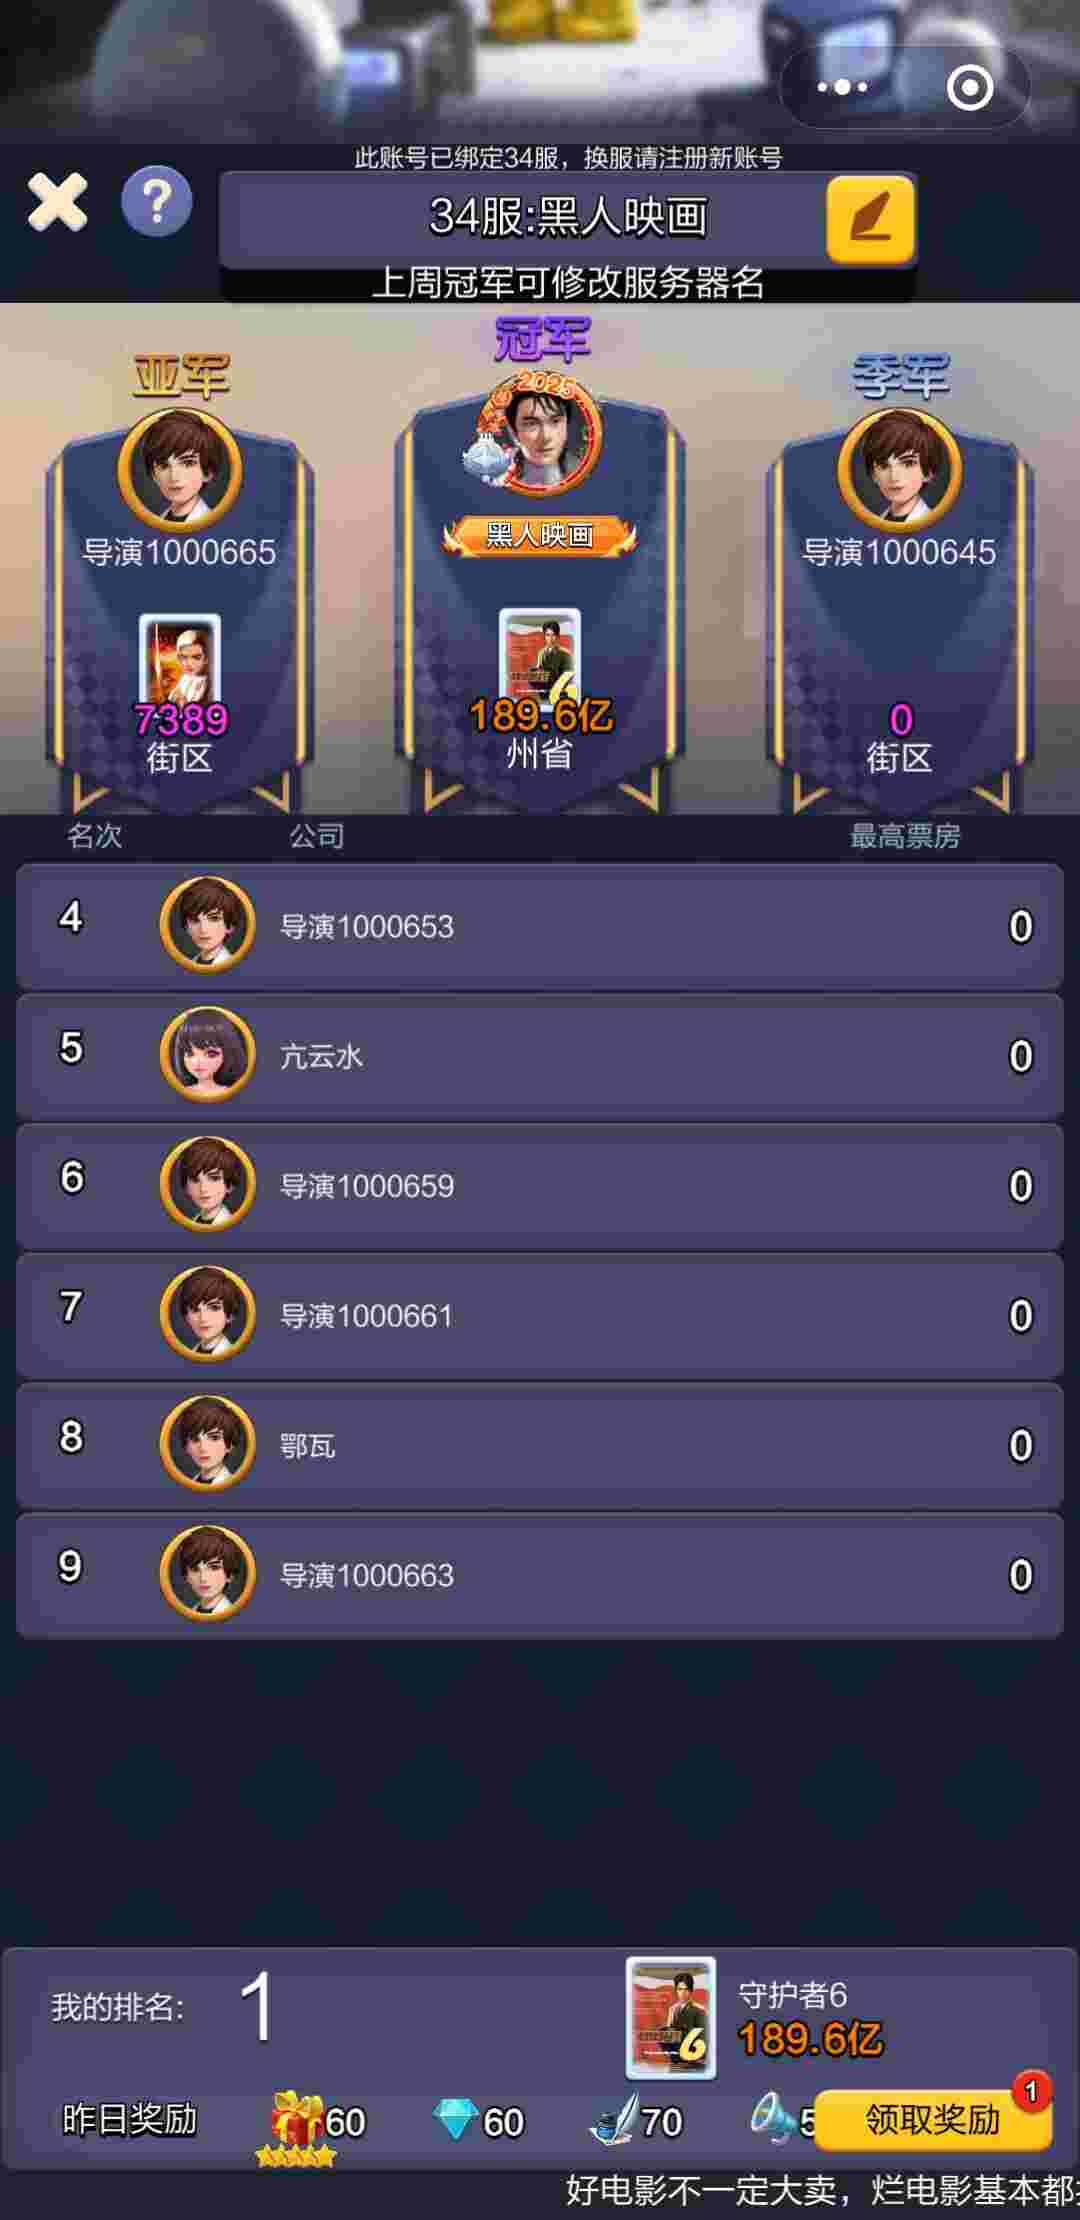 此账号已绑定34服，换服请注册新账号
34服:黑人映画
上周冠军可修改服务器名
亚军
冠军
季军
2025
导演1000665
黑人映画
导演1000645
6
7389
189.6亿
0
街区
州省
街区
名次
公司
最高票房
4
导演1000653
0
5
亢云水
0
6
导演1000659
0
7
导演1000661
0
8
鄂瓦
0
9
导演1000663
0
我的排名:
1
6
守护者6
189.6亿
昨日奖励
60
60
70
5
领取奖励
1
好电影不一定大卖，烂电影基本都